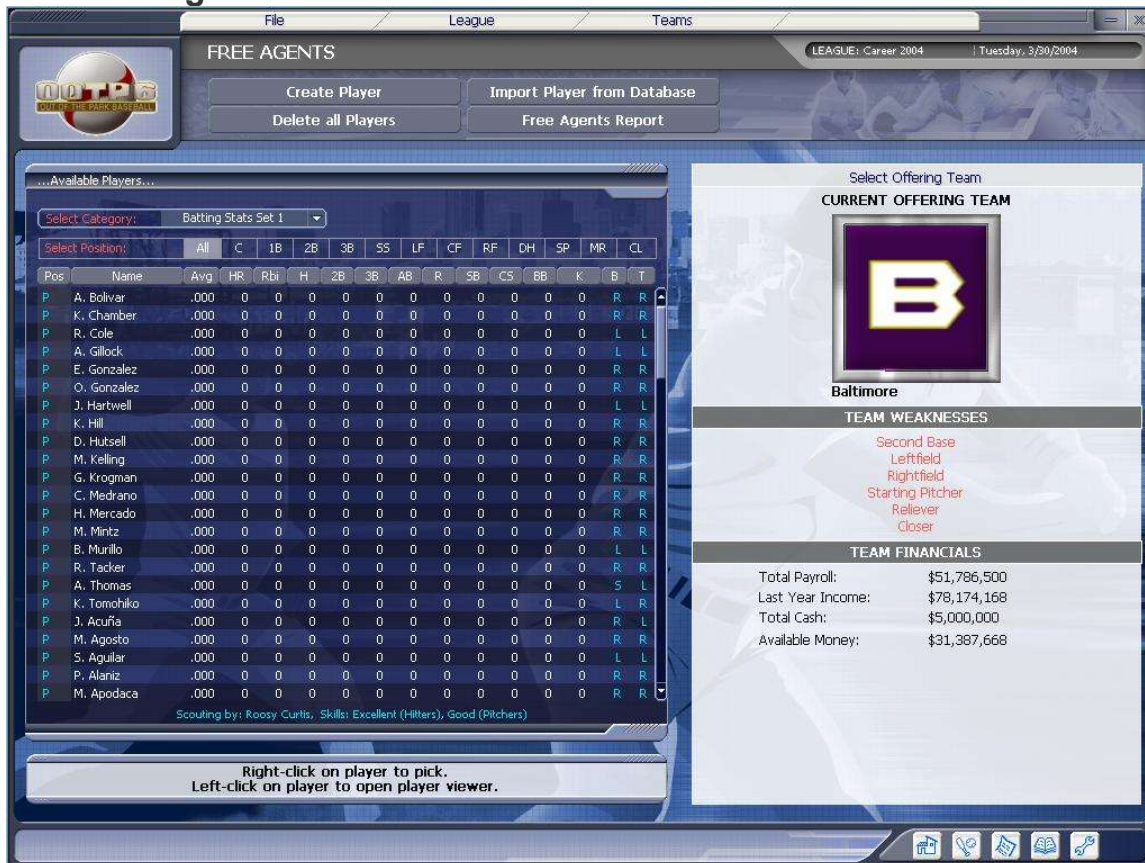 File League Teams
FREE AGENTS
LEAGUE: Career 2004 | Tuesday, 3/30/2004
OOTP6
OUT OF THE PARK BASEBALL
Create Player Import Player from Database
Delete all Players Free Agents Report
...Available Players...
Select Category: Batting Stats Set 1
Select Position: All C 1B 2B 3B SS LF CF RF DH SP MR CL
Pos Name Avg HR Rbi H 2B 3B AB R SB CS BB K B T
P A. Bolivar .000 0 0 0 0 0 0 0 0 0 0 0 R R
P K. Chamber .000 0 0 0 0 0 0 0 0 0 0 0 R R
P R. Cole .000 0 0 0 0 0 0 0 0 0 0 0 L L
P A. Gillock .000 0 0 0 0 0 0 0 0 0 0 0 L L
P E. Gonzalez .000 0 0 0 0 0 0 0 0 0 0 0 R R
P O. Gonzalez .000 0 0 0 0 0 0 0 0 0 0 0 R R
P J. Hartwell .000 0 0 0 0 0 0 0 0 0 0 0 L L
P K. Hill .000 0 0 0 0 0 0 0 0 0 0 0 R R
P D. Hutsell .000 0 0 0 0 0 0 0 0 0 0 0 R R
P M. Kelling .000 0 0 0 0 0 0 0 0 0 0 0 R R
P G. Krogman .000 0 0 0 0 0 0 0 0 0 0 0 R R
P C. Medrano .000 0 0 0 0 0 0 0 0 0 0 0 R R
P H. Mercado .000 0 0 0 0 0 0 0 0 0 0 0 R R
P M. Mintz .000 0 0 0 0 0 0 0 0 0 0 0 R R
P B. Murillo .000 0 0 0 0 0 0 0 0 0 0 0 L L
P R. Tacker .000 0 0 0 0 0 0 0 0 0 0 0 R R
P A. Thomas .000 0 0 0 0 0 0 0 0 0 0 0 S L
P K. Tomohiko .000 0 0 0 0 0 0 0 0 0 0 0 L R
P J. Acuña .000 0 0 0 0 0 0 0 0 0 0 0 R L
P M. Agosto .000 0 0 0 0 0 0 0 0 0 0 0 R R
P S. Aguilar .000 0 0 0 0 0 0 0 0 0 0 0 L L
P P. Alaniz .000 0 0 0 0 0 0 0 0 0 0 0 R R
P M. Apodaca .000 0 0 0 0 0 0 0 0 0 0 0 R R
Scouting by: Roosy Curtis, Skills: Excellent (Hitters), Good (Pitchers)
Right-click on player to pick.
Left-click on player to open player viewer.
Select Offering Team
CURRENT OFFERING TEAM
B
Baltimore
TEAM WEAKNESSES
Second Base
Leftfield
Rightfield
Starting Pitcher
Reliever
Closer
TEAM FINANCIALS
Total Payroll: $51,786,500
Last Year Income: $78,174,168
Total Cash: $5,000,000
Available Money: $31,387,668